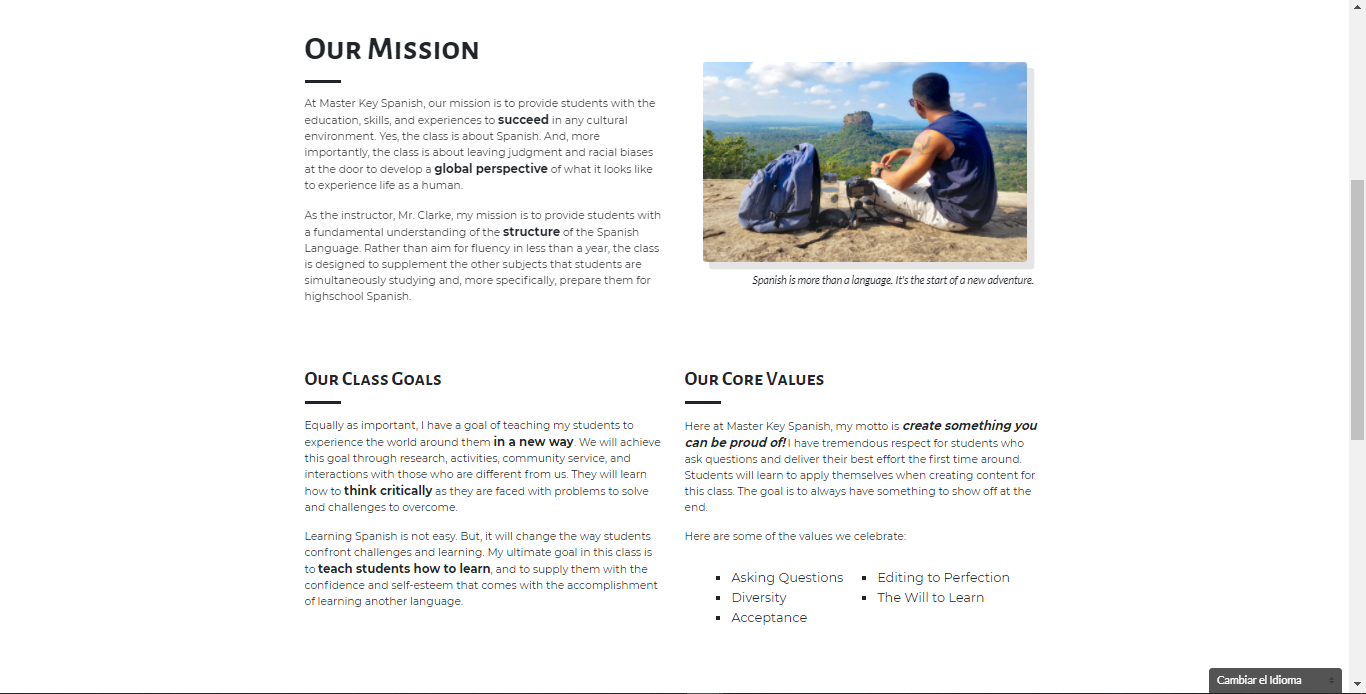 Our Mission
At Master Key Spanish, our mission is to provide students with the
education, skills, and experiences to succeed in any cultural
environment. Yes, the class is about Spanish. And, more
importantly, the class is about leaving judgment and racial biases
at the door to develop a global perspective of what it looks like
to experience life as a human.
As the instructor, Mr. Clarke, my mission is to provide students with
a fundamental understanding of the structure of the Spanish
Language. Rather than aim for fluency in less than a year, the class
is designed to supplement the other subjects that students are
simultaneously studying and, more specifically, prepare them for
highschool Spanish.
Spanish is more than a language. It's the start of a new adventure.
Our Class Goals
Equally as important, I have a goal of teaching my students to
experience the world around them in a new way. We will achieve
this goal through research, activities, community service, and
interactions with those who are different from us. They will learn
how to think critically as they are faced with problems to solve
and challenges to overcome.
Learning Spanish is not easy. But, it will change the way students
confront challenges and learning. My ultimate goal in this class is
to teach students how to learn, and to supply them with the
confidence and self-esteem that comes with the accomplishment
of learning another language.
Our Core Values
Here at Master Key Spanish, my motto is create something you
can be proud of! I have tremendous respect for students who
ask questions and deliver their best effort the first time around.
Students will learn to apply themselves when creating content for
this class. The goal is to always have something to show off at the
end.
Here are some of the values we celebrate:
Asking Questions
Diversity
Acceptance
Editing to Perfection
The Will to Learn
Cambiar el Idioma